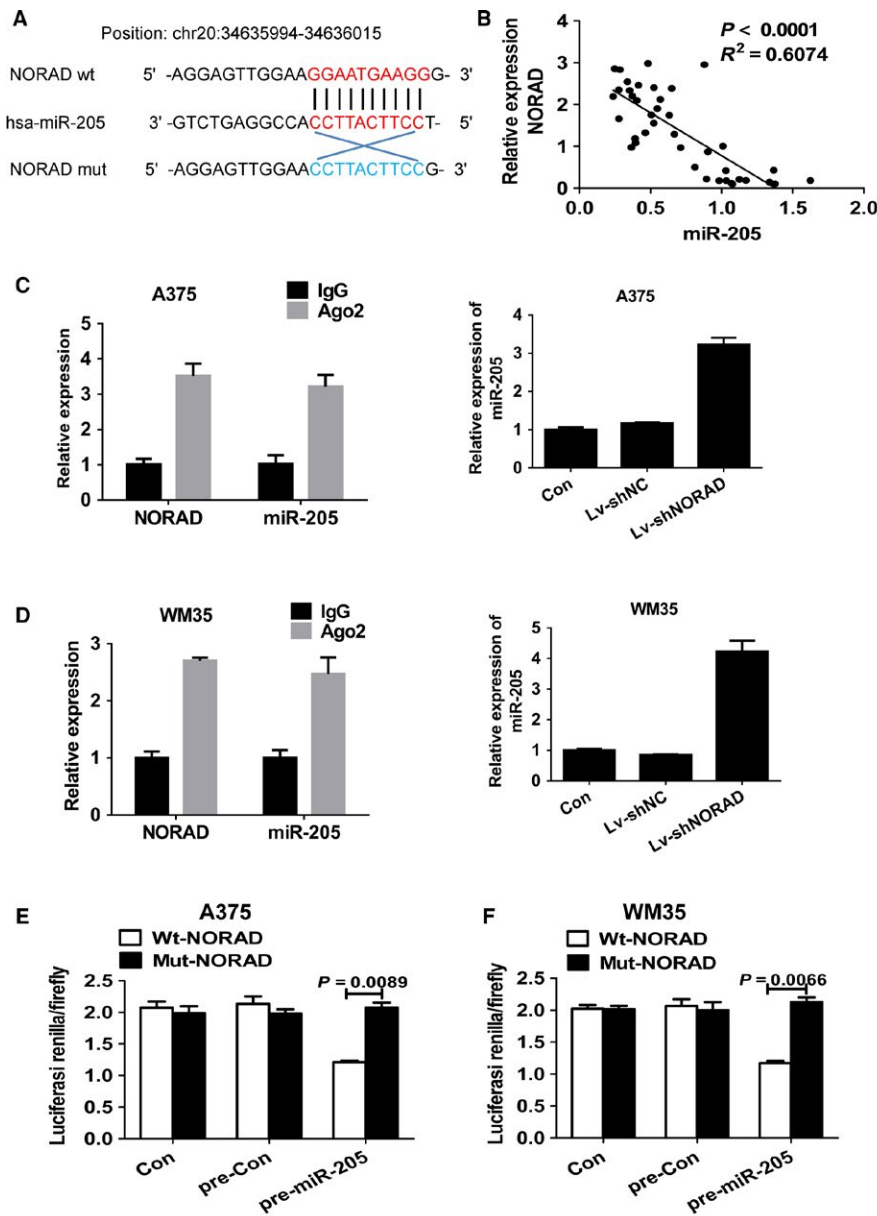 A
Position: chr20:34635994-34636015
NORAD wt 5' -AGGAGTTGGAAGGAATGAAGGG- 3'
hsa-miR-205 3' -GTCTGAGGCCACCTTACTTCCT- 5'
NORAD mut 5' -AGGAGTTGGAACCTTACTTCCG- 3'
B
P < 0.0001
R² = 0.6074
Relative expression
NORAD
4
3
2
1
0
0.0 0.5 1.0 1.5 2.0
miR-205
C
A375
IgG
Ago2
Relative expression
5
4
3
2
1
0
NORAD miR-205
A375
Relative expression of
miR-205
4
3
2
1
0
Con Lv-shNC Lv-shNORAD
D
WM35
IgG
Ago2
Relative expression
3
2
1
0
NORAD miR-205
WM35
Relative expression of
miR-205
5
4
3
2
1
0
Con Lv-shNC Lv-shNORAD
E
A375
Wt-NORAD
Mut-NORAD
P = 0.0089
Luciferasi renilla/firefly
2.5
2.0
1.5
1.0
0.5
0.0
Con pre-Con pre-miR-205
F
WM35
Wt-NORAD
Mut-NORAD
P = 0.0066
Luciferasi renilla/firefly
2.5
2.0
1.5
1.0
0.5
0.0
Con pre-Con pre-miR-205